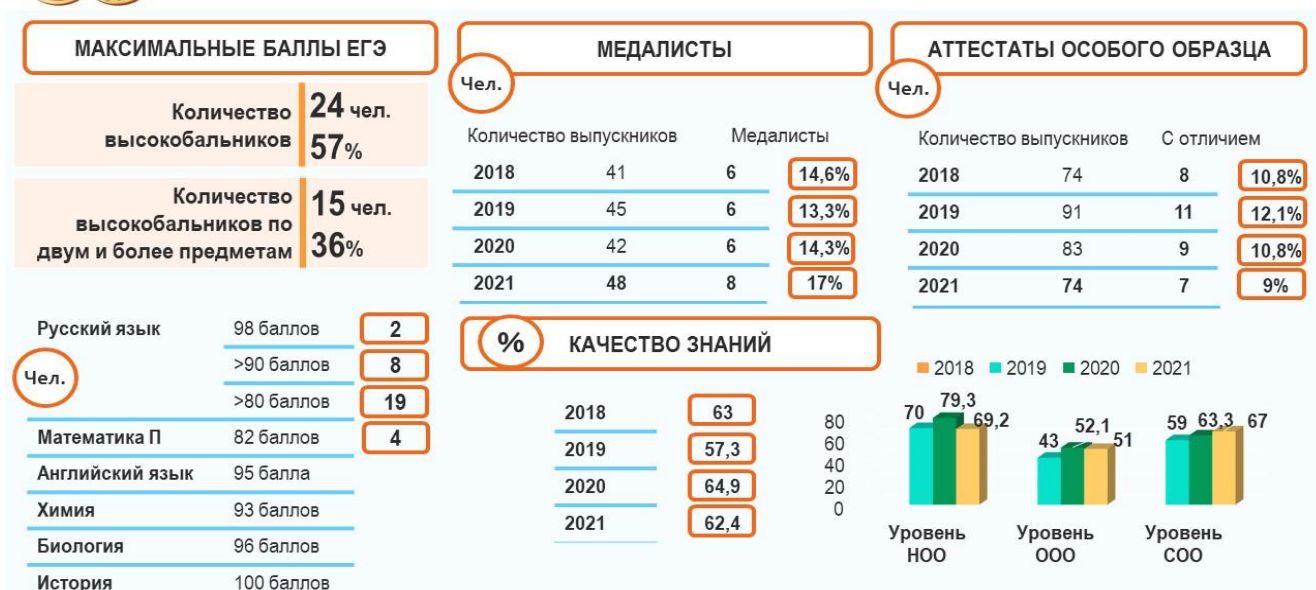 МАКСИМАЛЬНЫЕ БАЛЛЫ ЕГЭ
Количество высокобальников
24 чел.
57%
Количество
высокобальников по
двум и более предметам
15 чел.
36%
Русский язык 98 баллов 2
>90 баллов 8
Чел.
>80 баллов 19
Математика П 82 баллов 4
Английский язык 95 балла
Химия 93 баллов
Биология 96 баллов
История 100 баллов
МЕДАЛИСТЫ
Чел.
Количество выпускников Медалисты
2018 41 6 14,6%
2019 45 6 13,3%
2020 42 6 14,3%
2021 48 8 17%
АТТЕСТАТЫ ОСОБОГО ОБРАЗЦА
Чел.
Количество выпускников С отличием
2018 74 8 10,8%
2019 91 11 12,1%
2020 83 9 10,8%
2021 74 7 9%
% КАЧЕСТВО ЗНАНИЙ
2018 63
2019 57,3
2020 64,9
2021 62,4
2018 2019 2020 2021
80
60
40
20
0
70 79,3 69,2
43 52,1 51
59 63,3 67
Уровень НОО
Уровень ООО
Уровень СОО